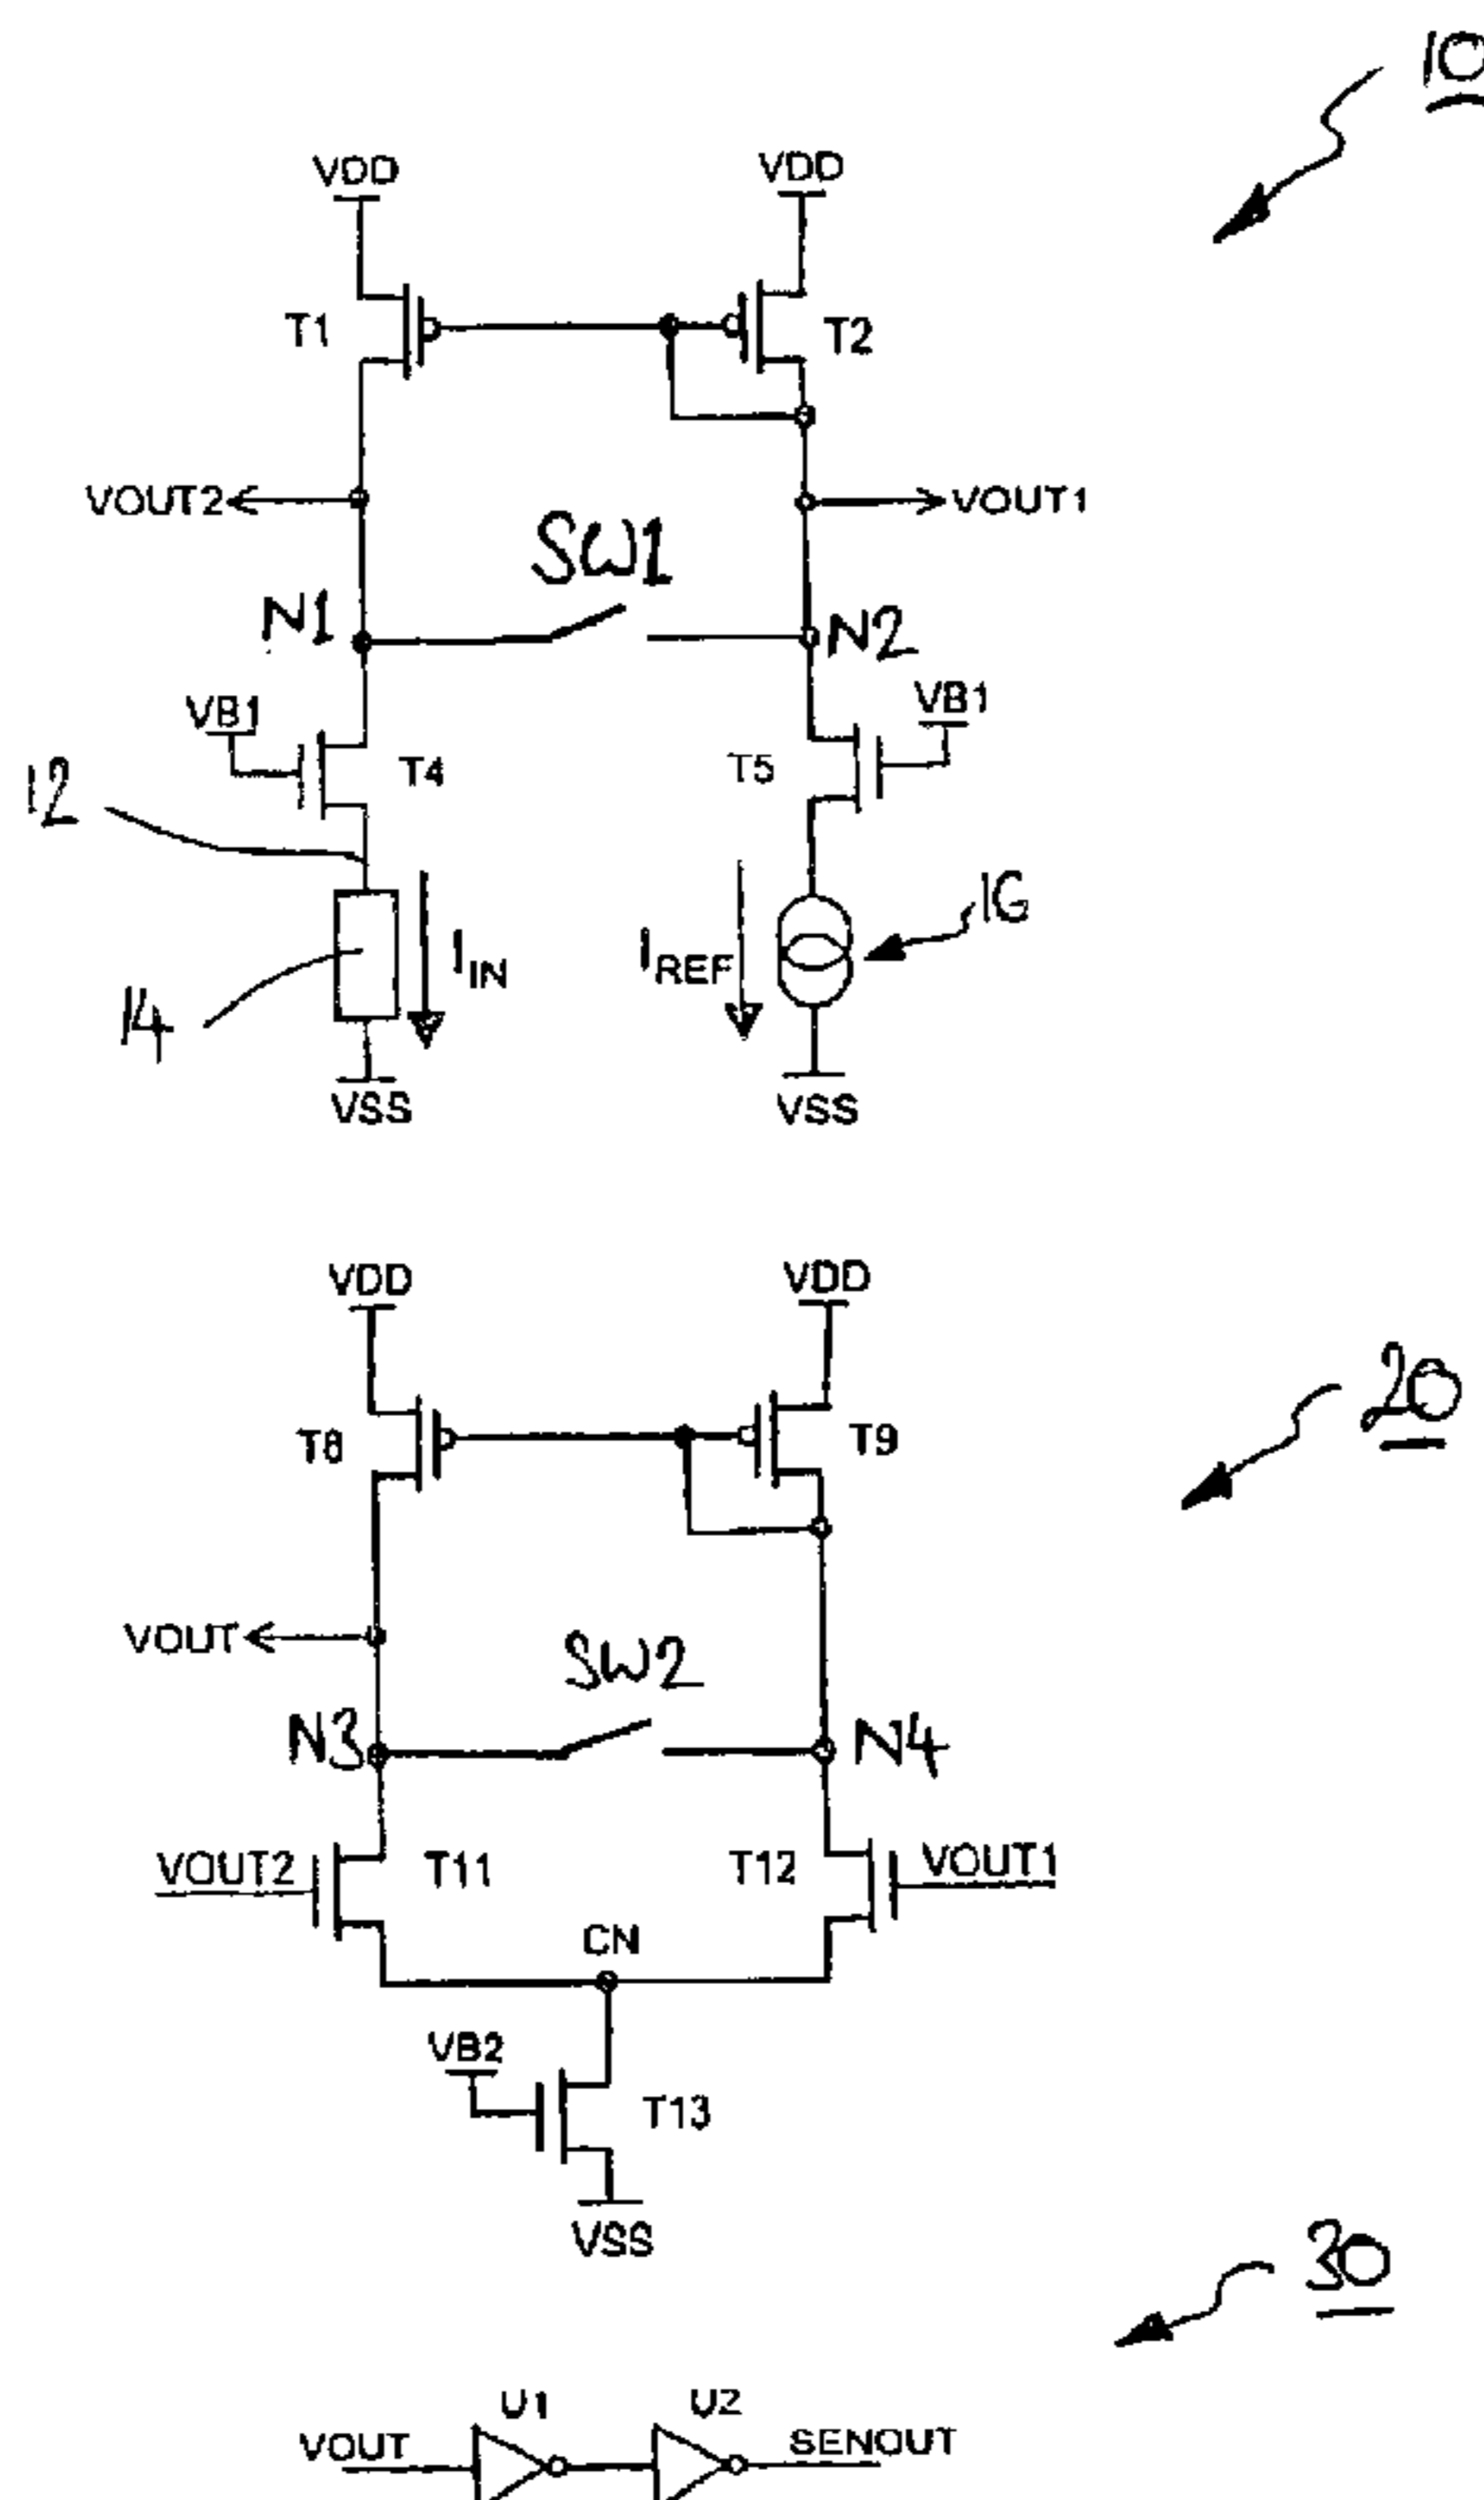 10
VDD VDD
T1 T2
VOUT2 VOUT1
SW1
N1 N2
VB1 VB1
12 T4 T5
16
IIN IREF
14
VSS VSS
VDD VDD
20
T8 T9
VOUT
SW2
N3 N4
VOUT2 T11 T12 VOUT1
CN
VB2
T13
VSS
30
U1 U2
VOUT SENOUT